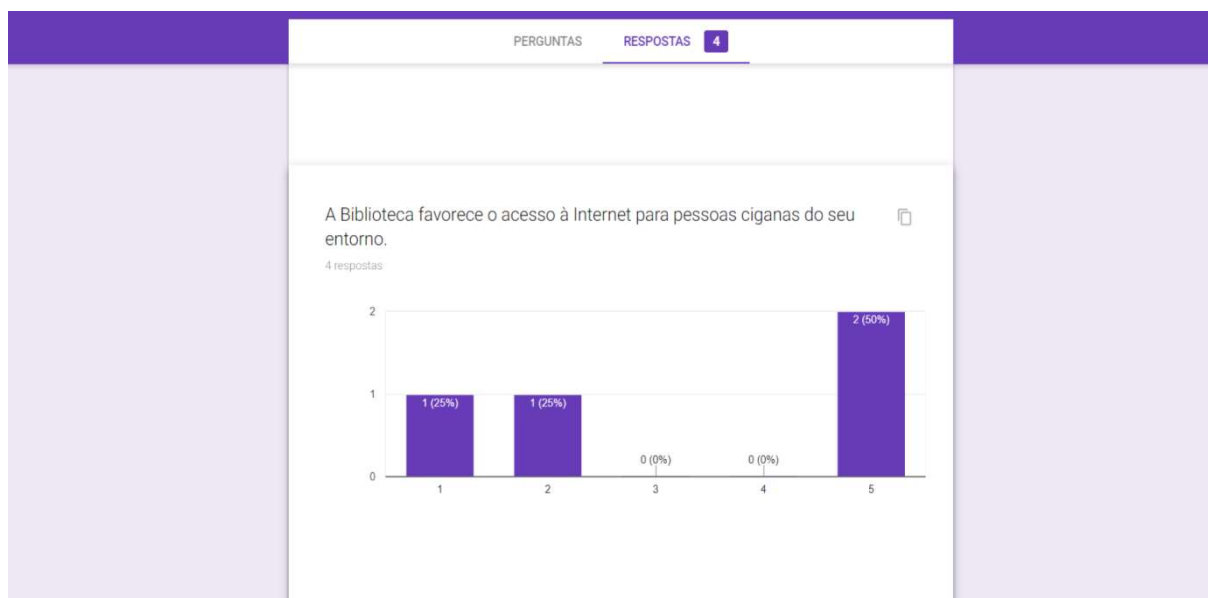 PERGUNTAS RESPOSTAS 4
A Biblioteca favorece o acesso à Internet para pessoas ciganas do seu
entorno.
4 respostas
2
2 (50%)
1
1 (25%) 1 (25%)
0 (0%) 0 (0%)
0
1 2 3 4 5